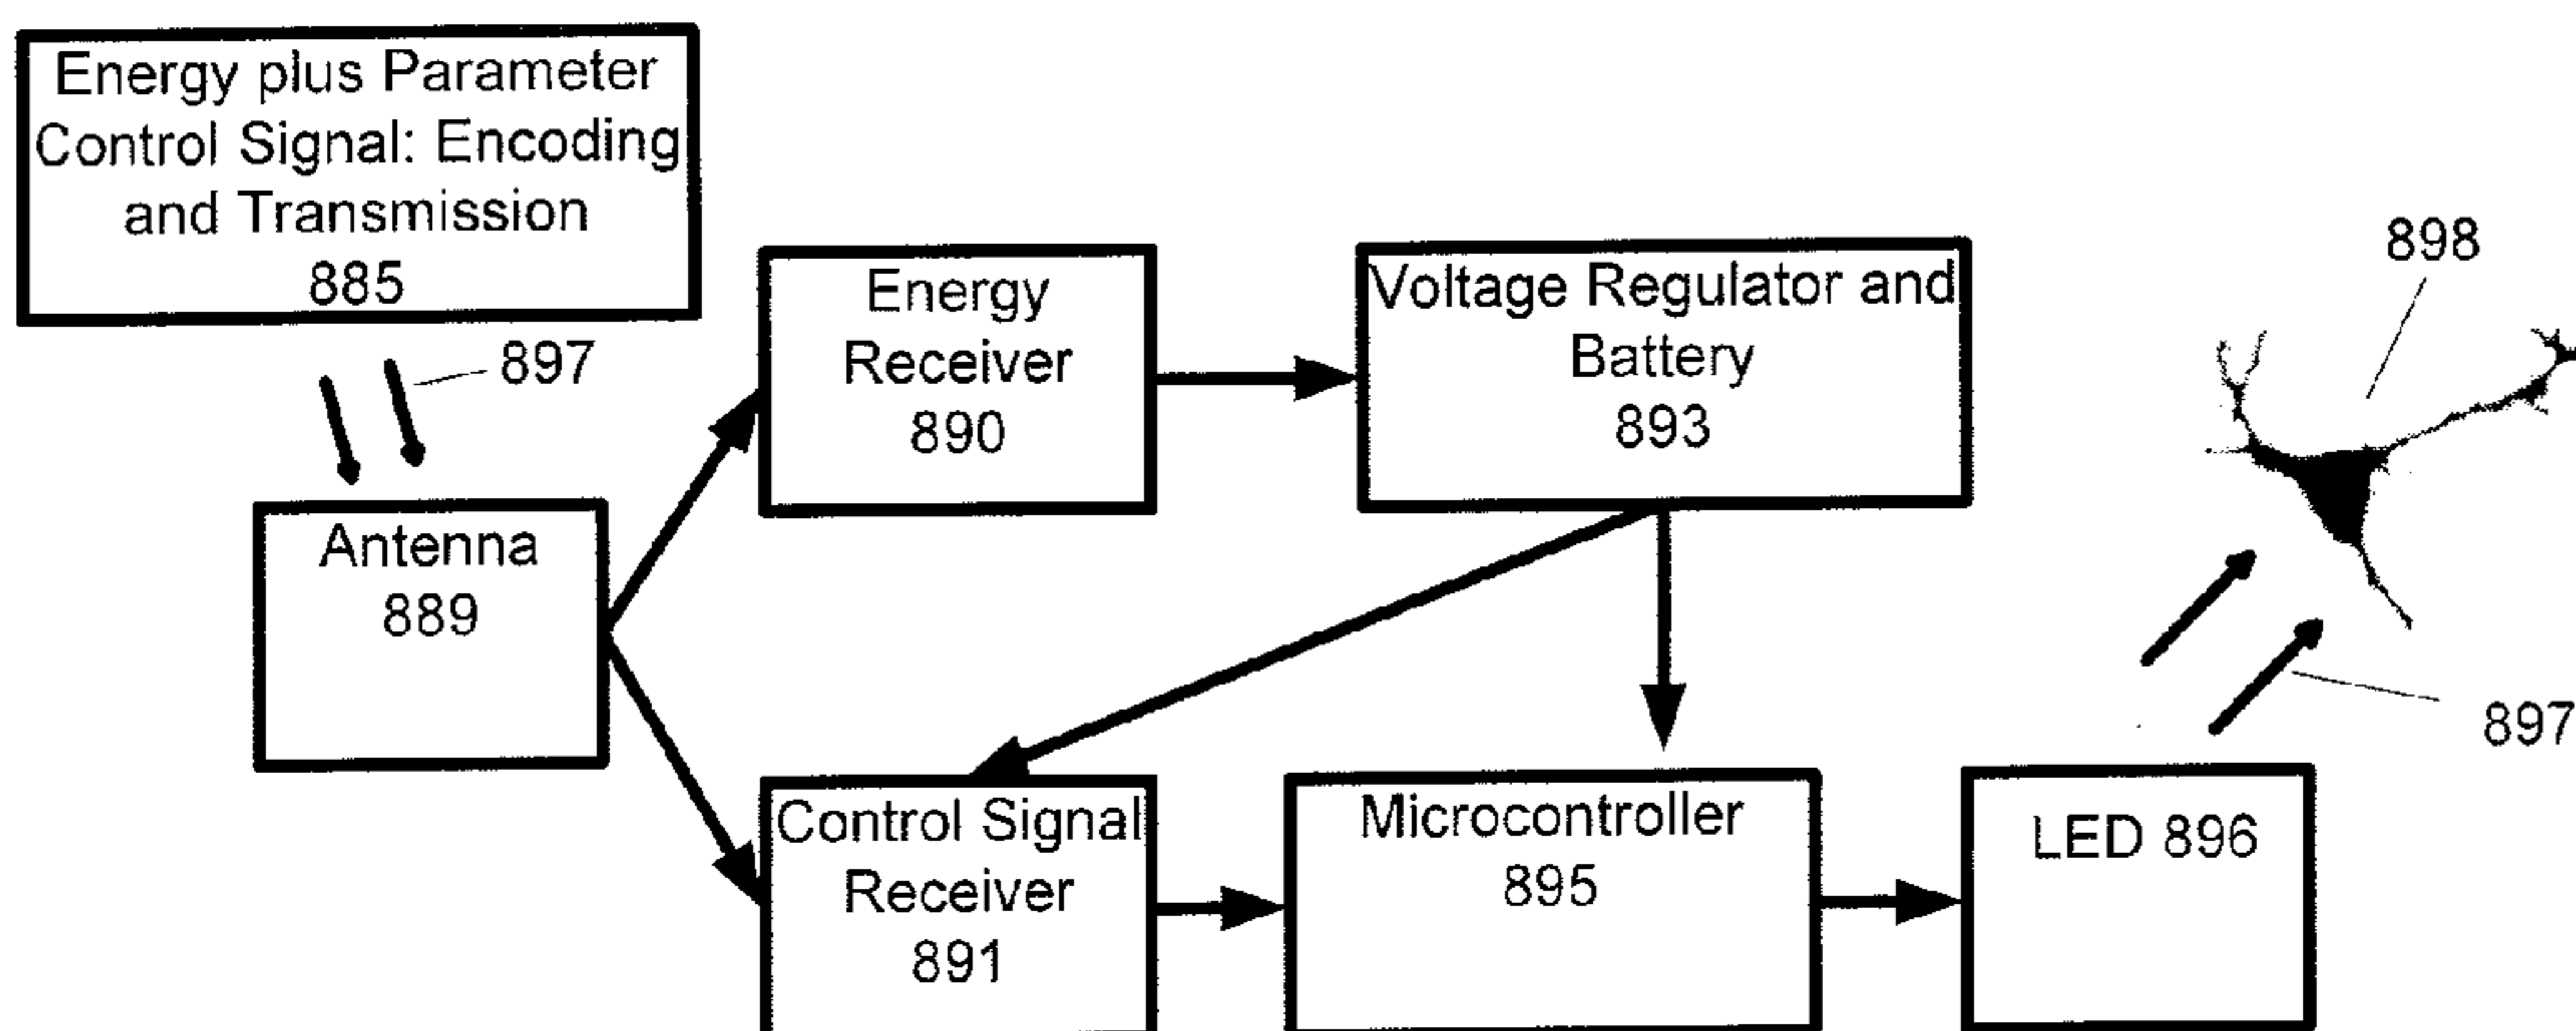 Energy plus Parameter
Control Signal: Encoding
and Transmission
885
897
Antenna
889
Energy
Receiver
890
Voltage Regulator and
Battery
893
898
Control Signal
Receiver
891
Microcontroller
895
LED 896
897